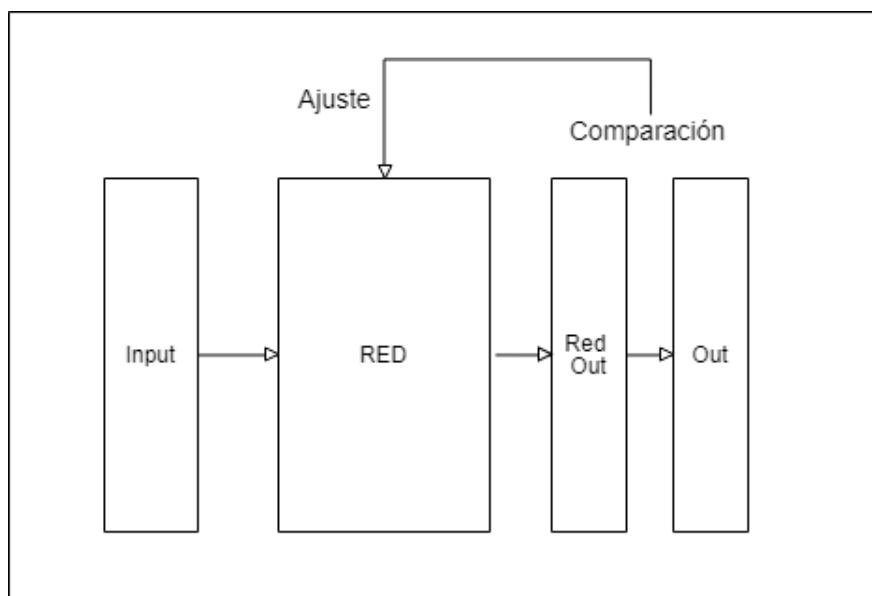 Ajuste
Comparación
Input
RED
Red
Out
Out